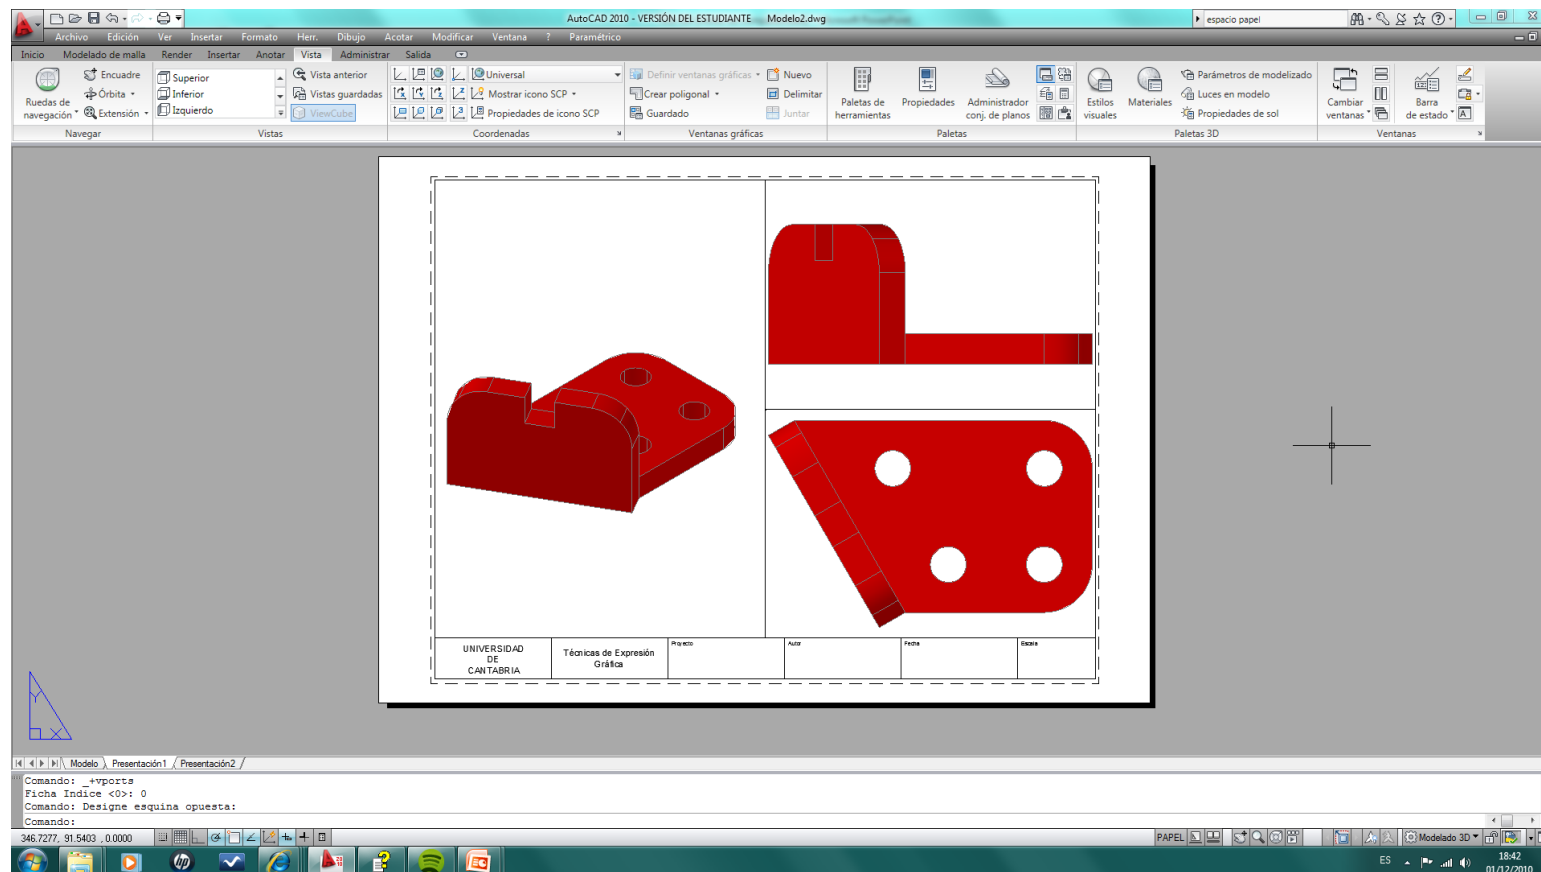 AutoCAD 2010 - VERSIÓN DEL ESTUDIANTE Modelo2.dwg
espacio papel
Archivo Edición Ver Insertar Formato Herr. Dibujo Acotar Modificar Ventana ? Paramétrico
Inicio Modelado de malla Render Insertar Anotar Vista Administrar Salida
Ruedas de navegación
Encuadre
Órbita
Extensión
Navegar
Superior
Inferior
Izquierdo
Vista anterior
Vistas guardadas
ViewCube
Vistas
Universal
Mostrar icono SCP
Propiedades de icono SCP
Coordenadas
Definir ventanas gráficas
Crear poligonal
Guardado
Nuevo
Delimitar
Juntar
Ventanas gráficas
Paletas de herramientas
Propiedades
Administrador conj. de planos
Paletas
Estilos visuales
Materiales
Parámetros de modelizado
Luces en modelo
Propiedades de sol
Paletas 3D
Cambiar ventanas
Barra de estado
Ventanas
UNIVERSIDAD
DE
CANTABRIA
Técnicas de Expresión
Gráfica
Proyecto
Autor
Fecha
Escala
Y
X
Modelo Presentación1 Presentación2
Comando: _+vports
Ficha Indice <0>: 0
Comando: Designe esquina opuesta:
Comando:
346.7277, 91.5403 , 0.0000
PAPEL
Modelado 3D
ES
18:42
01/12/2010